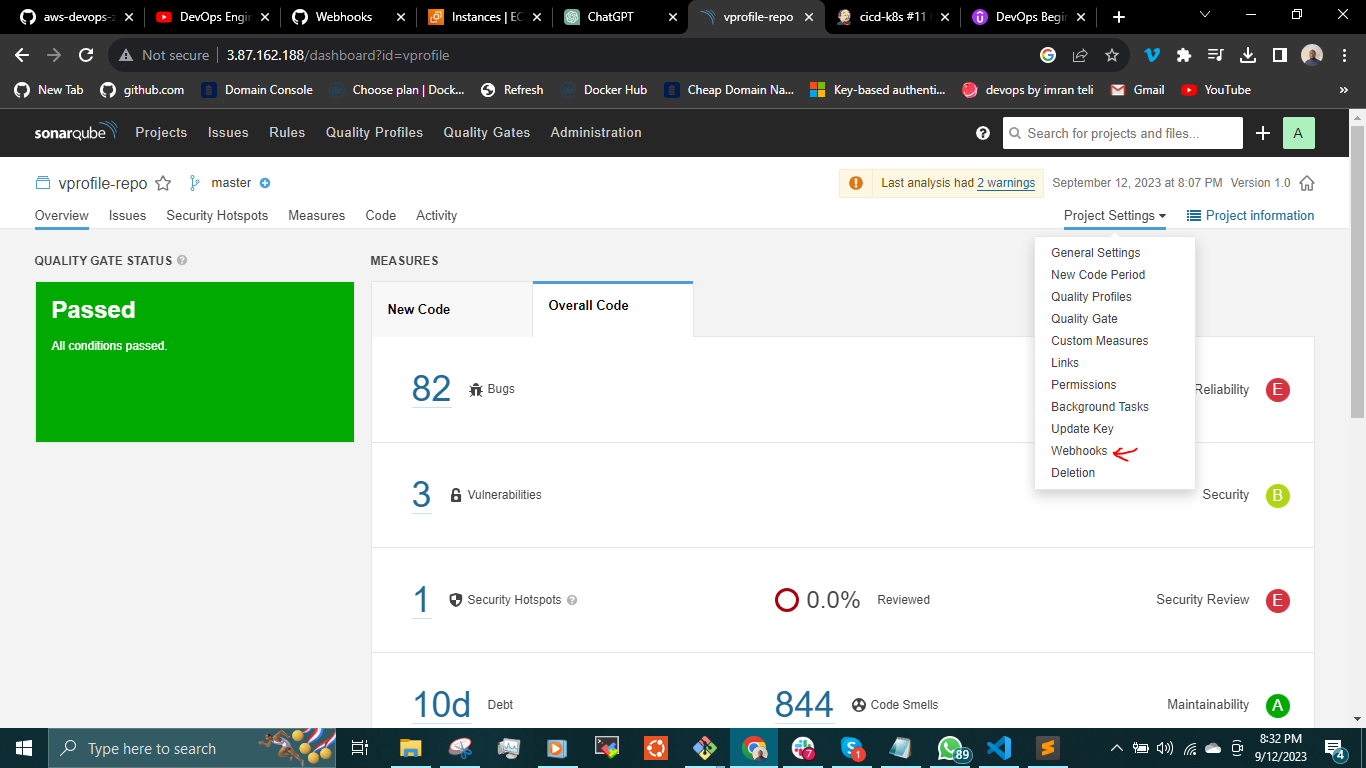 aws-devops-z
DevOps Engin
Webhooks
Instances | EC
ChatGPT
vprofile-repo
cicd-k8s #11
DevOps Begin
Not secure
3.87.162.188/dashboard?id=vprofile
New Tab
github.com
Domain Console
Choose plan | Dock...
Refresh
Docker Hub
Cheap Domain Na...
Key-based authenti...
devops by imran teli
Gmail
YouTube
»
sonarqube
Projects
Issues
Rules
Quality Profiles
Quality Gates
Administration
Search for projects and files...
A
vprofile-repo
master
Last analysis had 2 warnings
September 12, 2023 at 8:07 PM
Version 1.0
Overview
Issues
Security Hotspots
Measures
Code
Activity
Project Settings
Project information
General Settings
New Code Period
Quality Profiles
Quality Gate
Custom Measures
Links
Permissions
Background Tasks
Update Key
Webhooks
Deletion
QUALITY GATE STATUS
Passed
All conditions passed.
MEASURES
New Code
Overall Code
82 Bugs
Reliability E
3 Vulnerabilities
Security B
1 Security Hotspots
0.0% Reviewed
Security Review E
10d Debt
844 Code Smells
Maintainability A
Type here to search
7
1
89
8:32 PM
9/12/2023
4